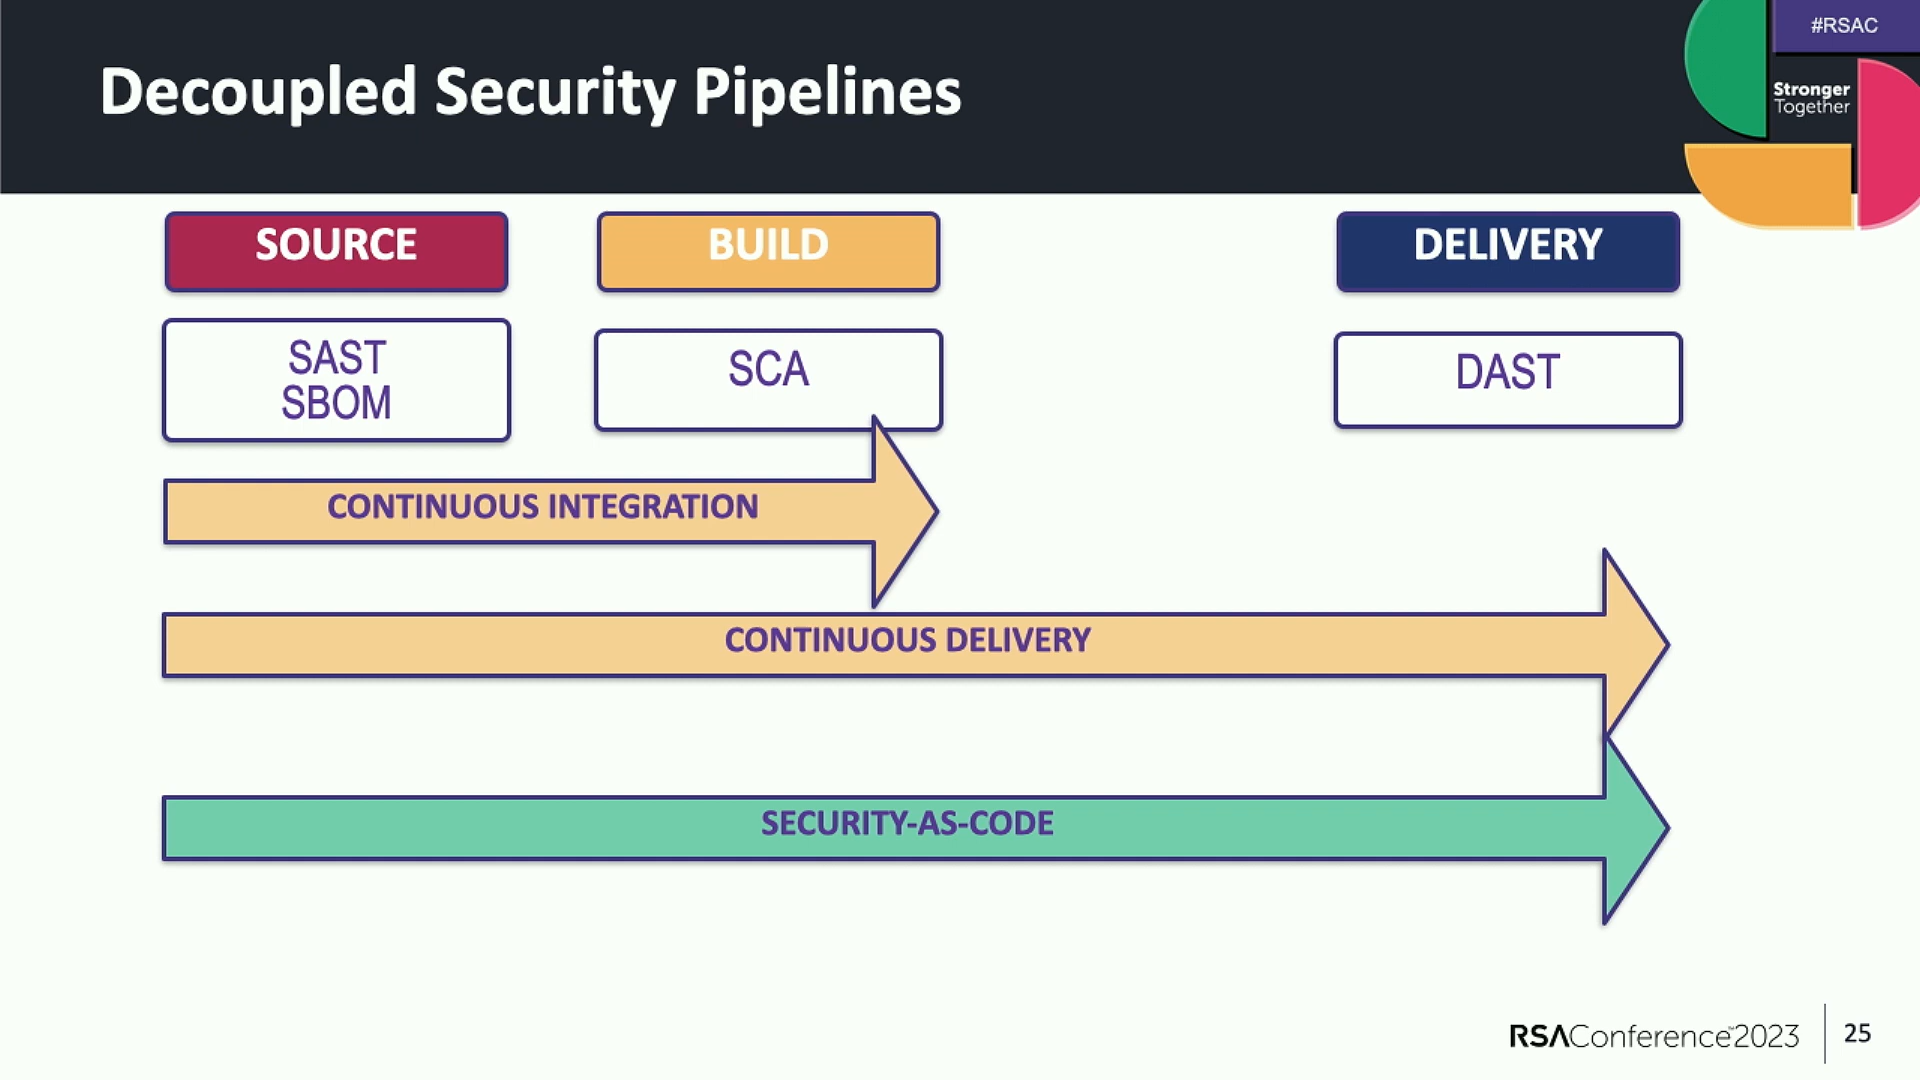 Decoupled Security Pipelines
#RSAC
Stronger
Together
SOURCE
BUILD
DELIVERY
SAST
SBOM
SCA
DAST
CONTINUOUS INTEGRATION
CONTINUOUS DELIVERY
SECURITY-AS-CODE
RSAConference™2023
25